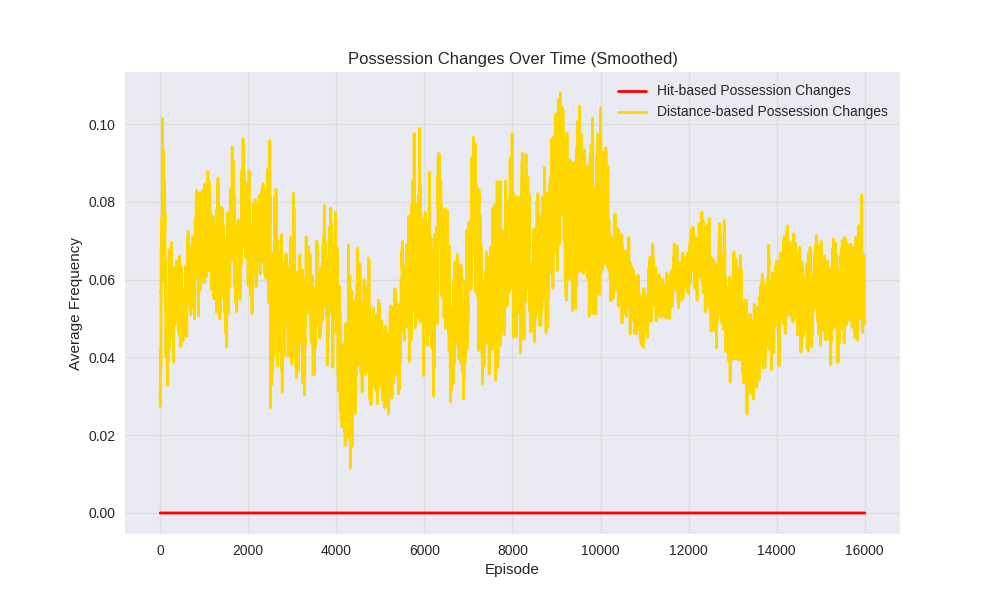 Possession Changes Over Time (Smoothed)
Hit-based Possession Changes
Distance-based Possession Changes
Average Frequency
0.10
0.08
0.06
0.04
0.02
0.00
0 2000 4000 6000 8000 10000 12000 14000 16000
Episode